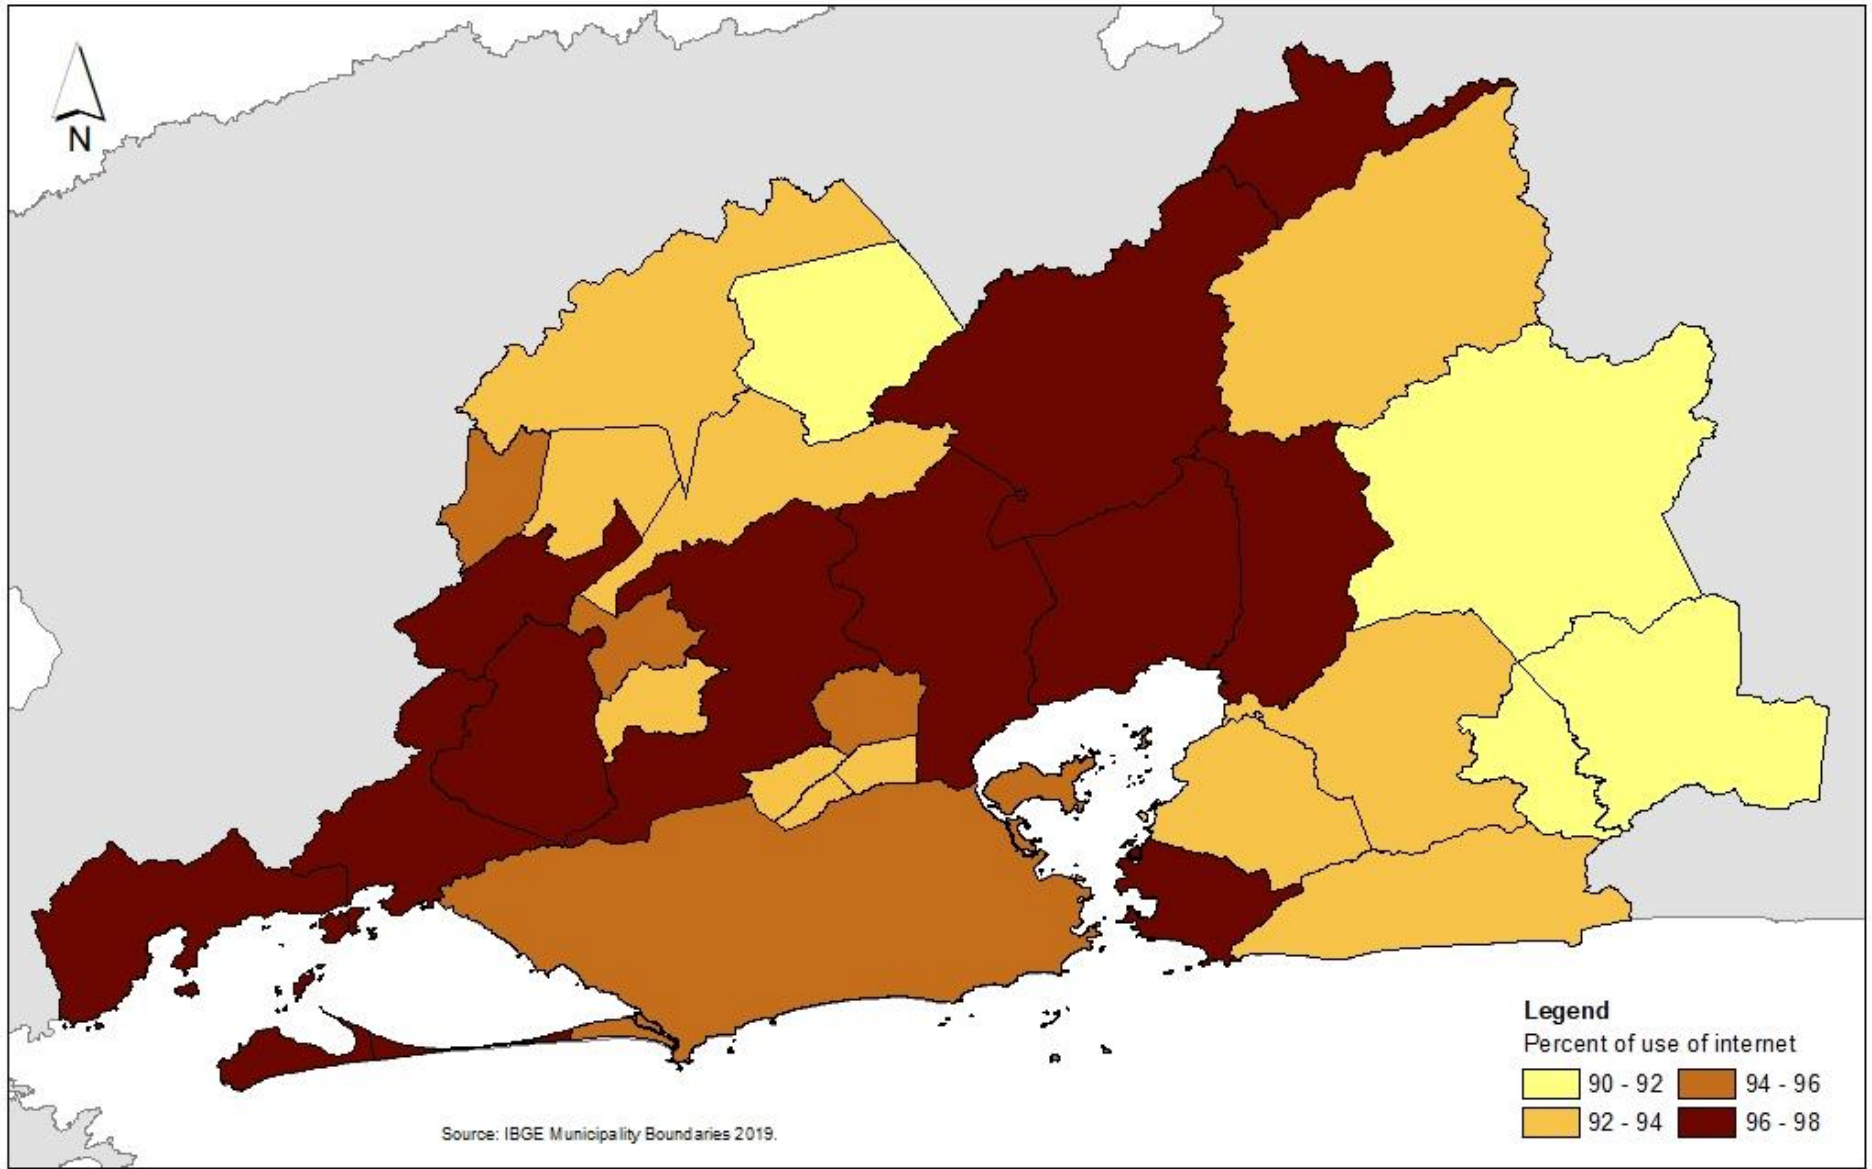 N
Legend
Percent of use of internet
90 - 92 94 - 96
92 - 94 96 - 98
Source: IBGE Municipality Boundaries 2019.